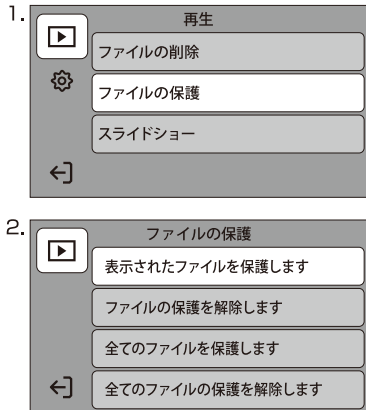 1.
再生
ファイルの削除
ファイルの保護
スライドショー
2.
ファイルの保護
表示されたファイルを保護します
ファイルの保護を解除します
全てのファイルを保護します
全てのファイルの保護を解除します